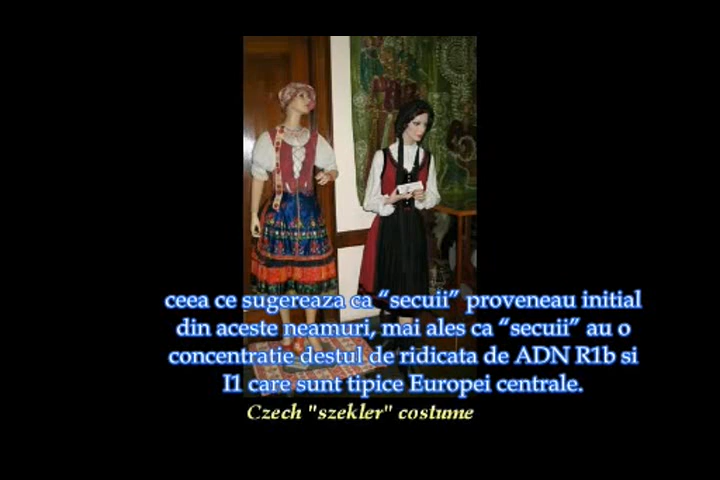 ceea ce sugereaza ca “secuii” proveneau initial
din aceste neamuri, mai ales ca “secuii” au o
concentratie destul de ridicata de ADN R1b si
I1 care sunt tipice Europei centrale.
Czech "szekler" costume